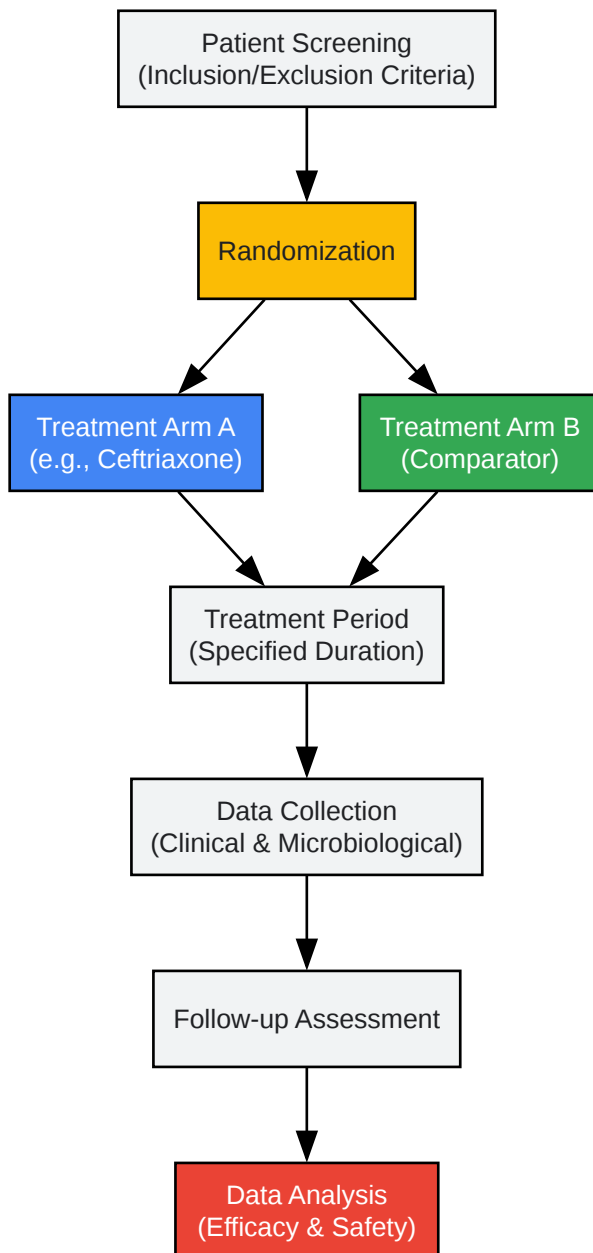 Patient Screening
(Inclusion/Exclusion Criteria)
Randomization
Treatment Arm A
(e.g., Ceftriaxone)
Treatment Arm B
(Comparator)
Treatment Period
(Specified Duration)
Data Collection
(Clinical & Microbiological)
Follow-up Assessment
Data Analysis
(Efficacy & Safety)